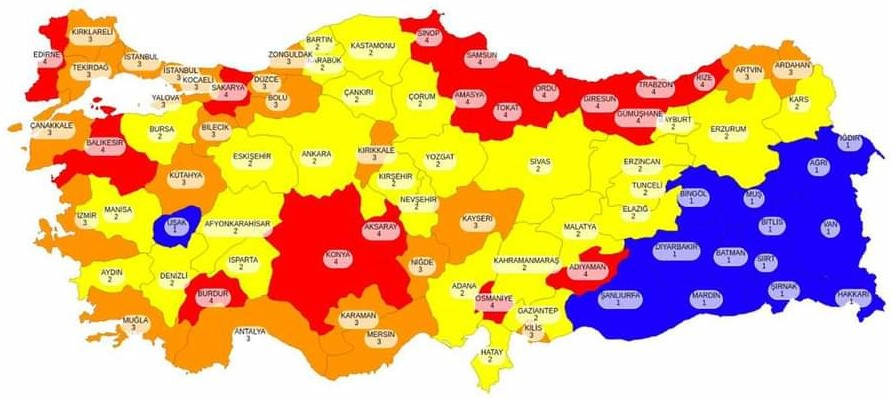 KIRKLARELİ
3
EDİRNE
4
TEKİRDAĞ
3
İSTANBUL
3
İSTANBUL
3
KOCAELİ
3
YALOVA
3
SAKARYA
4
DÜZCE
3
BOLU
3
ZONGULDAK
3
BARTIN
2
KARABÜK
2
KASTAMONU
2
SİNOP
4
SAMSUN
4
ÇANKIRI
2
ÇORUM
2
AMASYA
4
TOKAT
4
ORDU
4
GİRESUN
4
TRABZON
4
GÜMÜŞHANE
4
RİZE
4
ARTVİN
3
ARDAHAN
3
KARS
2
AYBURT
2
ERZURUM
2
IĞDIR
1
AĞRI
1
ÇANAKKALE
3
BALIKESİR
4
BURSA
2
BİLECİK
3
KÜTAHYA
3
ESKİŞEHİR
2
ANKARA
2
KIRIKKALE
3
KIRŞEHİR
2
YOZGAT
2
SİVAS
2
ERZİNCAN
2
TUNCELİ
2
ELAZIĞ
2
BİNGÖL
1
MUŞ
1
BİTLİS
1
VAN
1
İZMİR
3
MANİSA
2
UŞAK
1
AFYONKARAHİSAR
2
KONYA
4
AKSARAY
4
NEVŞEHİR
2
KAYSERİ
3
NİĞDE
3
MALATYA
2
KAHRAMANMARAŞ
2
ADIYAMAN
4
DİYARBAKIR
1
BATMAN
1
SİİRT
1
ŞIRNAK
1
HAKKARİ
1
MARDİN
1
ŞANLIURFA
1
AYDIN
2
DENİZLİ
2
ISPARTA
2
BURDUR
4
MUĞLA
3
ANTALYA
3
KARAMAN
3
MERSİN
3
ADANA
2
OSMANİYE
4
GAZİANTEP
2
KİLİS
3
HATAY
2